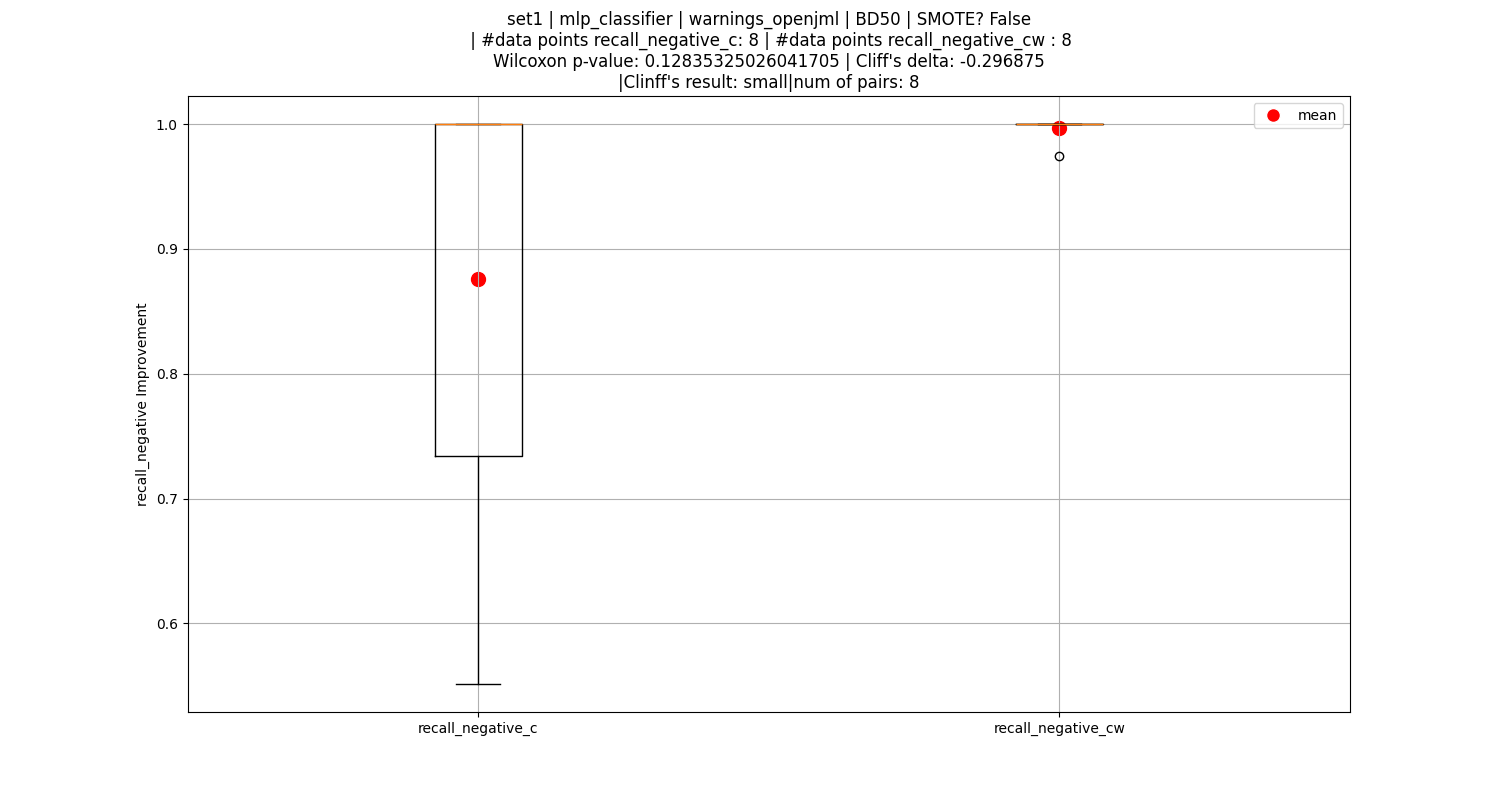 set1 | mlp_classifier | warnings_openjml | BD50 | SMOTE? False
| #data points recall_negative_c: 8 | #data points recall_negative_cw : 8
Wilcoxon p-value: 0.12835325026041705 | Cliff's delta: -0.296875
|Clinff's result: small|num of pairs: 8
mean
1.0
0.9
0.8
0.7
0.6
recall_negative Improvement
recall_negative_c
recall_negative_cw